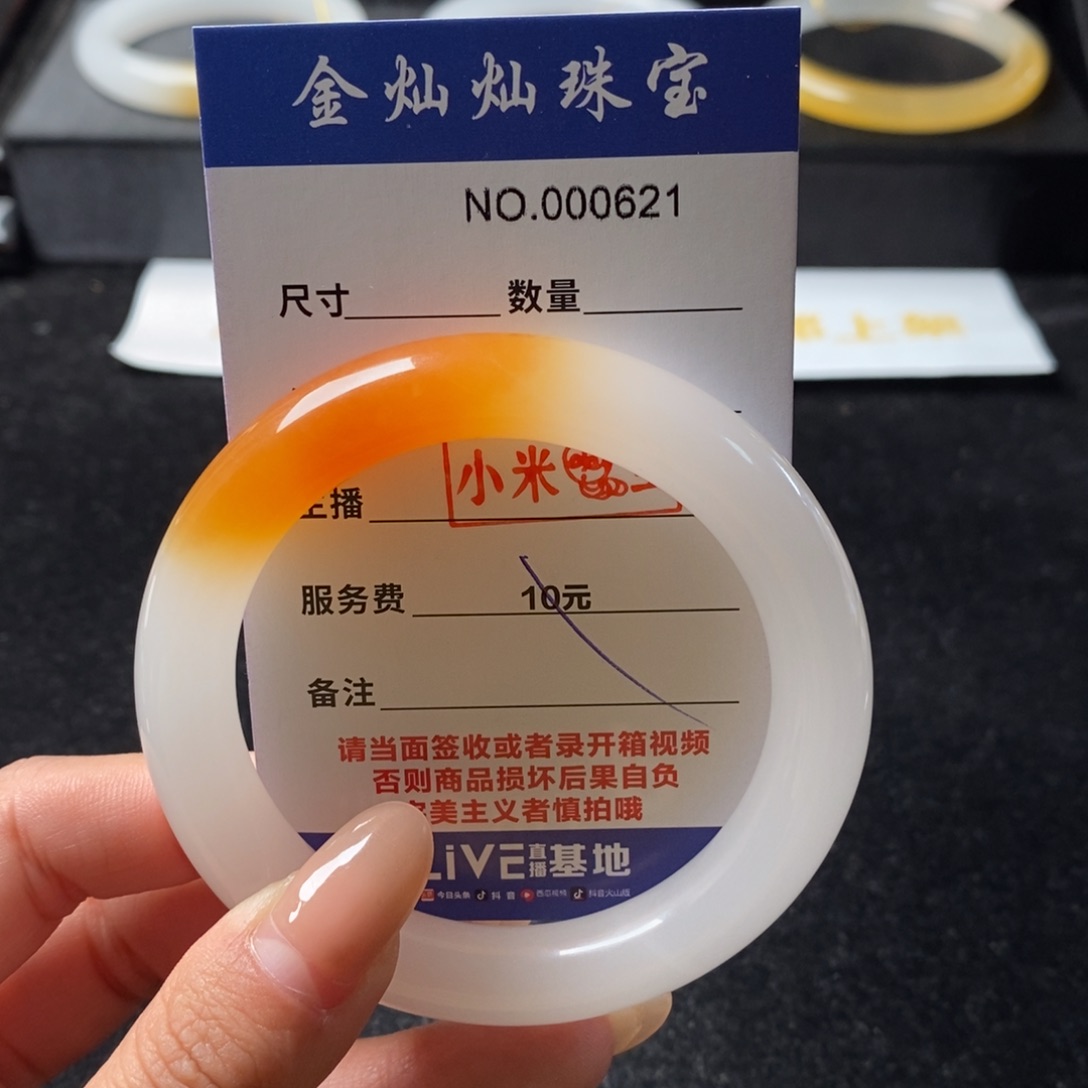 金灿灿珠宝
NO.000621
尺寸 数量
主播 小米
服务费 10元
备注
请当面签收或者录开箱视频
否则商品损坏后果自负
美主义者慎拍哦
LiVE直播基地
今日头条 抖音 西瓜视频 抖音火山版
上架